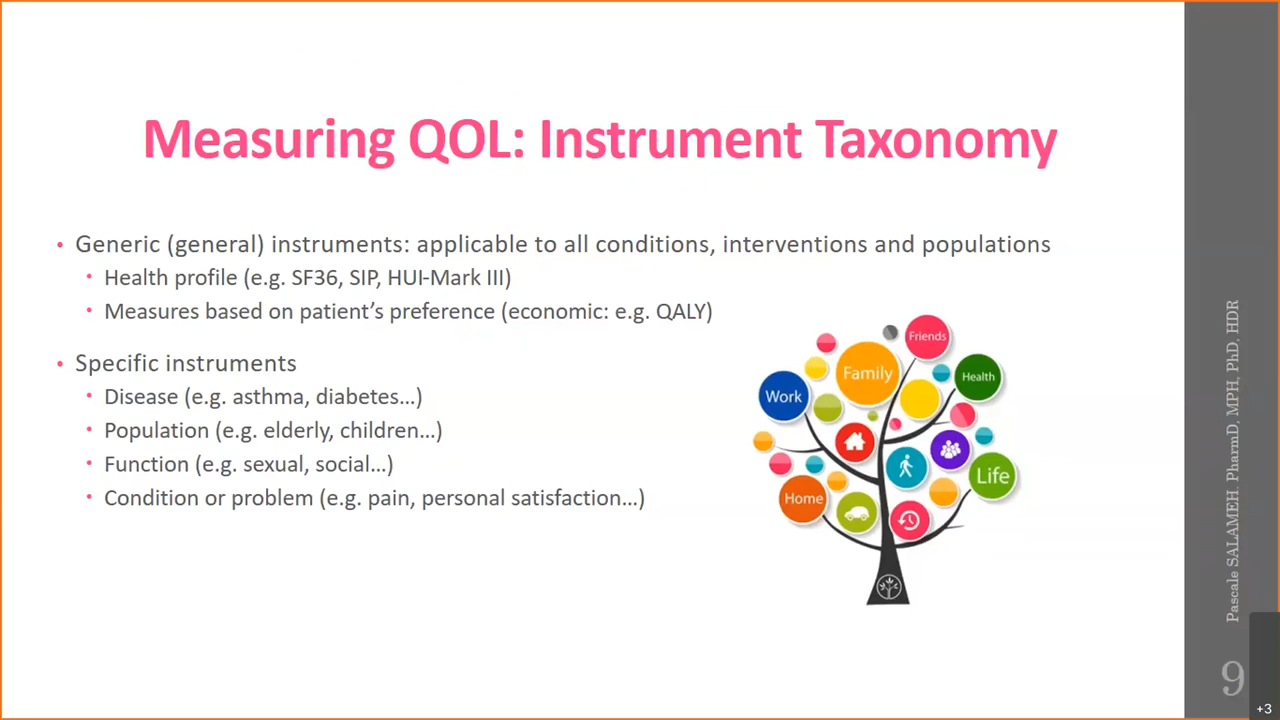 Measuring QOL: Instrument Taxonomy
• Generic (general) instruments: applicable to all conditions, interventions and populations
• Health profile (e.g. SF36, SIP, HUI-Mark III)
• Measures based on patient’s preference (economic: e.g. QALY)
• Specific instruments
• Disease (e.g. asthma, diabetes…)
• Population (e.g. elderly, children…)
• Function (e.g. sexual, social…)
• Condition or problem (e.g. pain, personal satisfaction…)
Friends
Family
Health
Work
Life
Home
Pascale SALAMEH. PharmD, MPH, PhD, HDR
9
+3